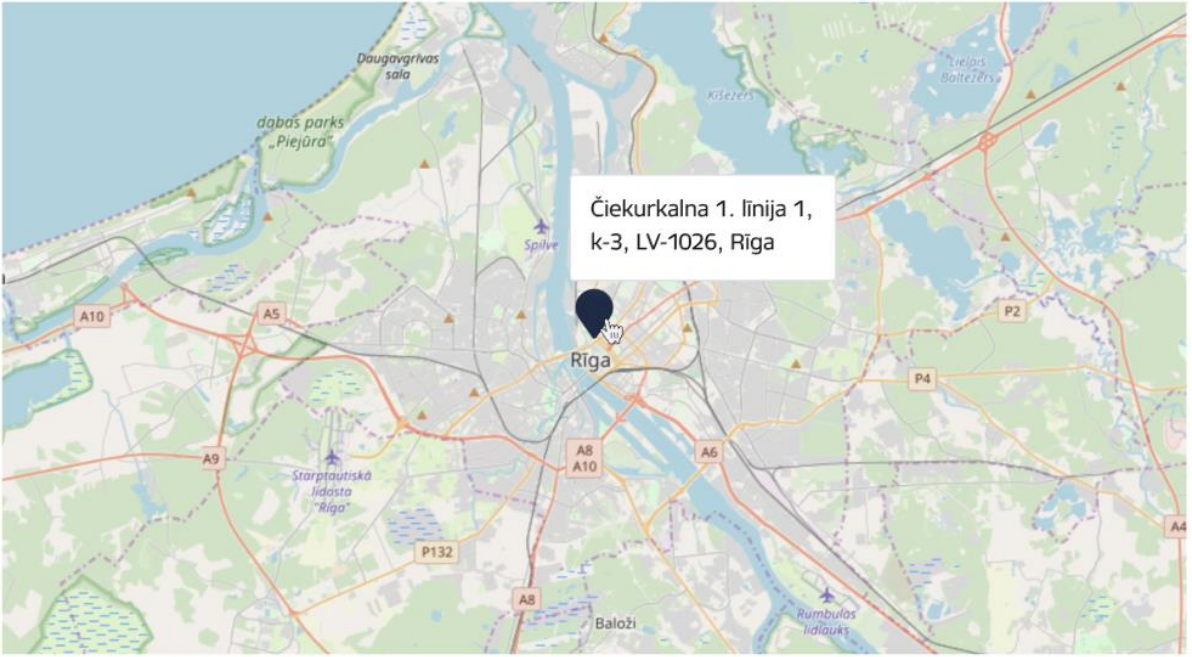 Daugavgrīvas
sala
Lielais
Baltezers
Ķīšezers
dabas parks
„Piejūra”
Čiekurkalna 1. līnija 1,
k-3, LV-1026, Rīga
Spilve
A10
A5
P2
Rīga
P4
A8
A10
A6
A9
Starptautiskā
lidosta
"Rīga"
A4
P132
A8
Rumbulas
lidlauks
Baloži